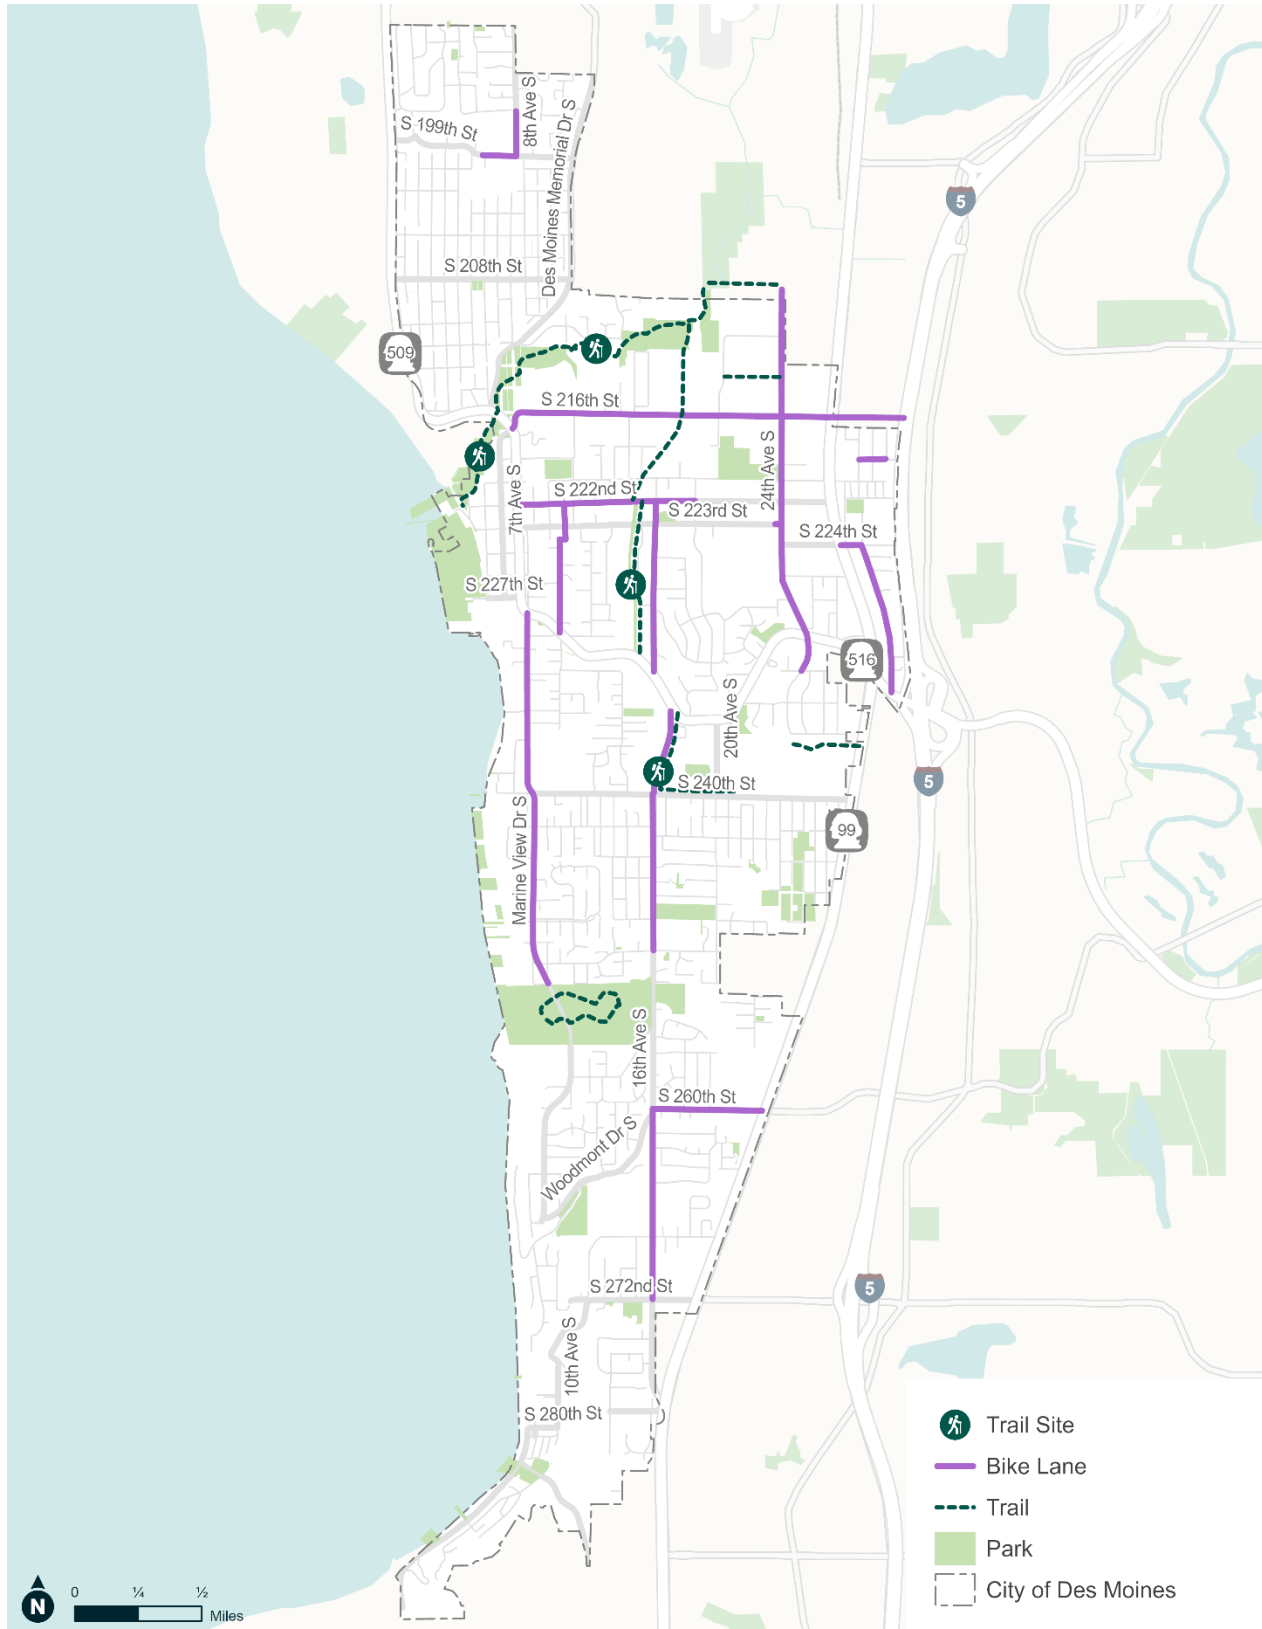 8th Ave S
S 199th St
Des Moines Memorial Dr S
5
S 208th St
509
S 216th St
24th Ave S
7th Ave S
S 222nd St
S 223rd St
S 224th St
S 227th St
516
20th Ave S
S 240th St
5
Marine View Dr S
99
16th Ave S
S 260th St
Woodmont Dr S
S 272nd St
5
10th Ave S
S 280th St
Trail Site
Bike Lane
Trail
Park
City of Des Moines
N
0 ¼ ½
Miles